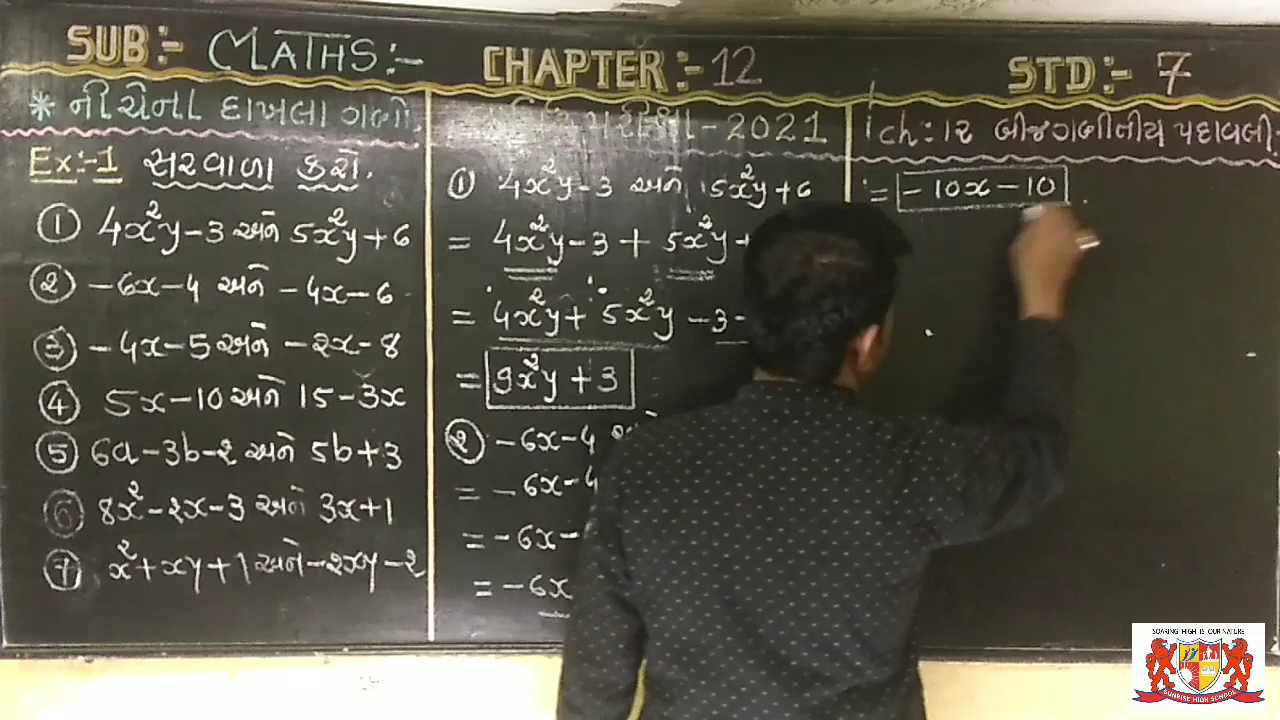 SUB:- MATHS:-
CHAPTER:- 12
STD:- 7
* નીચેના દાખલા ગણો.
Ex:-1 સરવાળા કરો.
① 4x²y-3 અને 5x²y+6
② -6x-4 અને -4x-6
③ -4x-5 અને -2x-8
④ 5x-10 અને 15-3x
⑤ 6a-3b-2 અને 5b+3
⑥ 8x²-2x-3 અને 3x+1
⑦ x²+xy+1 અને -2xy-2
-2021
① 4x²y-3 અને 5x²y+6
= 4x²y-3 + 5x²y+
= 4x²y+ 5x²y -3-
= 9x²y + 3
② -6x-4
= -6x-4
= -6x-
= -6x
ch:12 બીજગણિતીય પદાવલી.
= -10x-10
SOARING HIGH IS OUR NATURE
SUNRISE HIGH SCHOOL